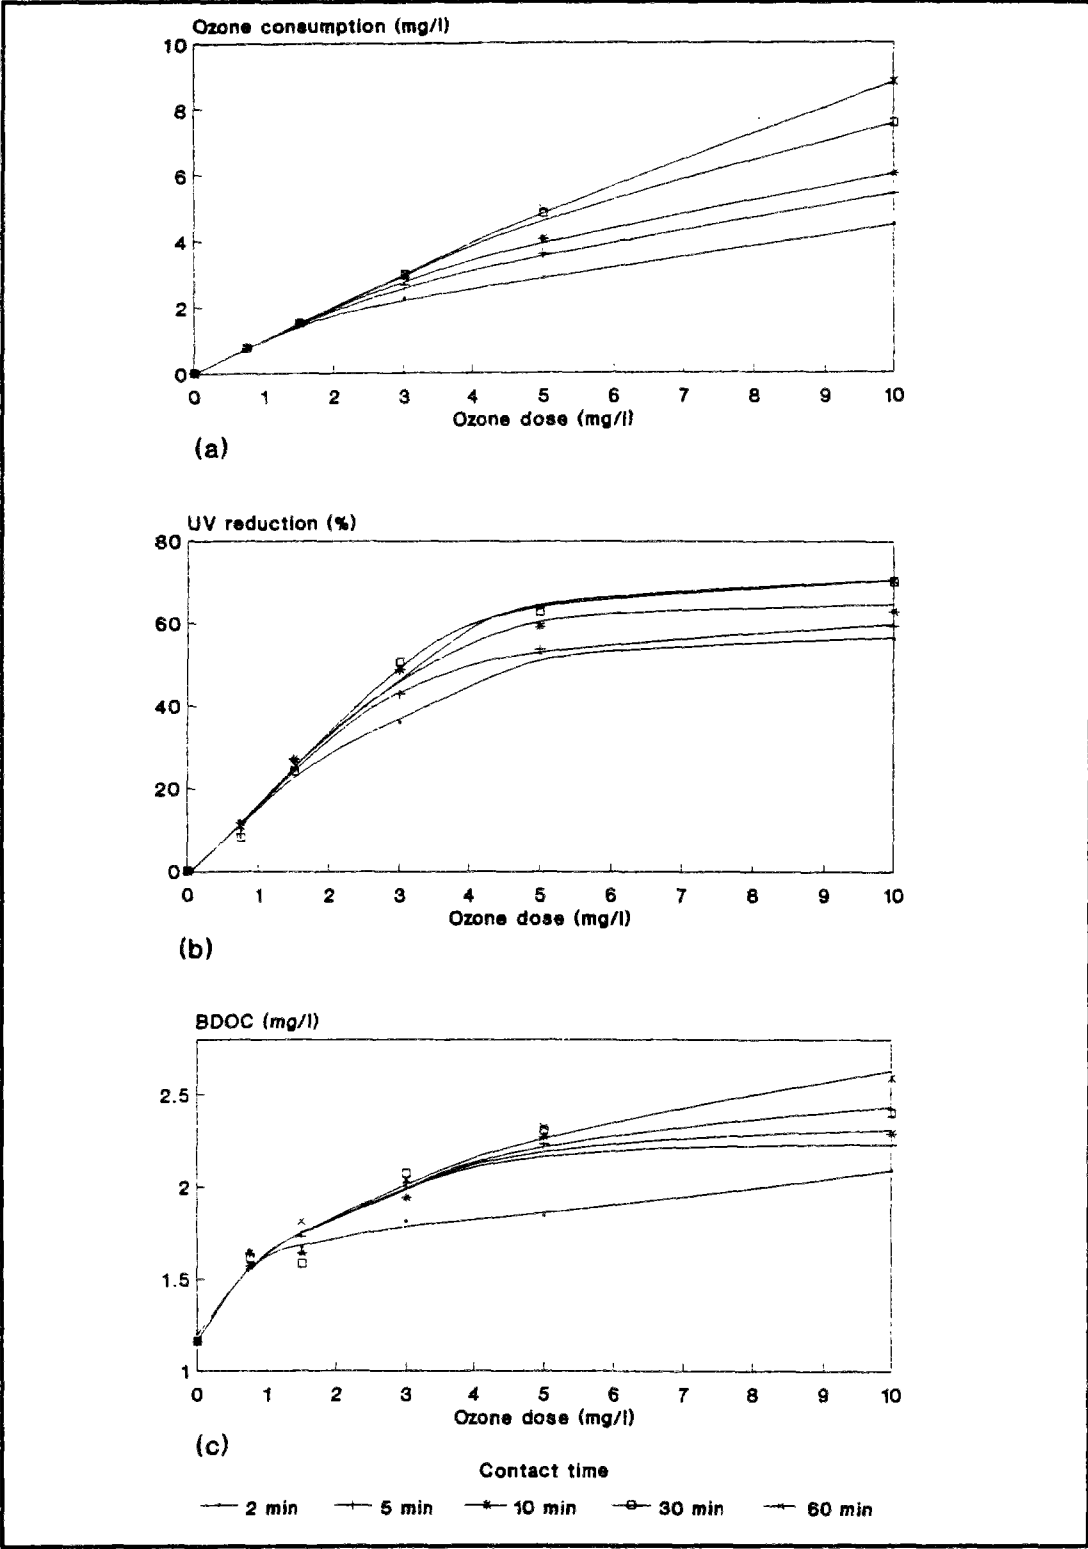 Ozone consumption (mg/l)
10
8
6
4
2
0
0 1 2 3 4 5 6 7 8 9 10
Ozone dose (mg/l)
(a)
UV reduction (%)
80
60
40
20
0
0 1 2 3 4 5 6 7 8 9 10
Ozone dose (mg/l)
(b)
BDOC (mg/l)
2.5
2
1.5
1
0 1 2 3 4 5 6 7 8 9 10
Ozone dose (mg/l)
(c)
Contact time
2 min 5 min 10 min 30 min 60 min